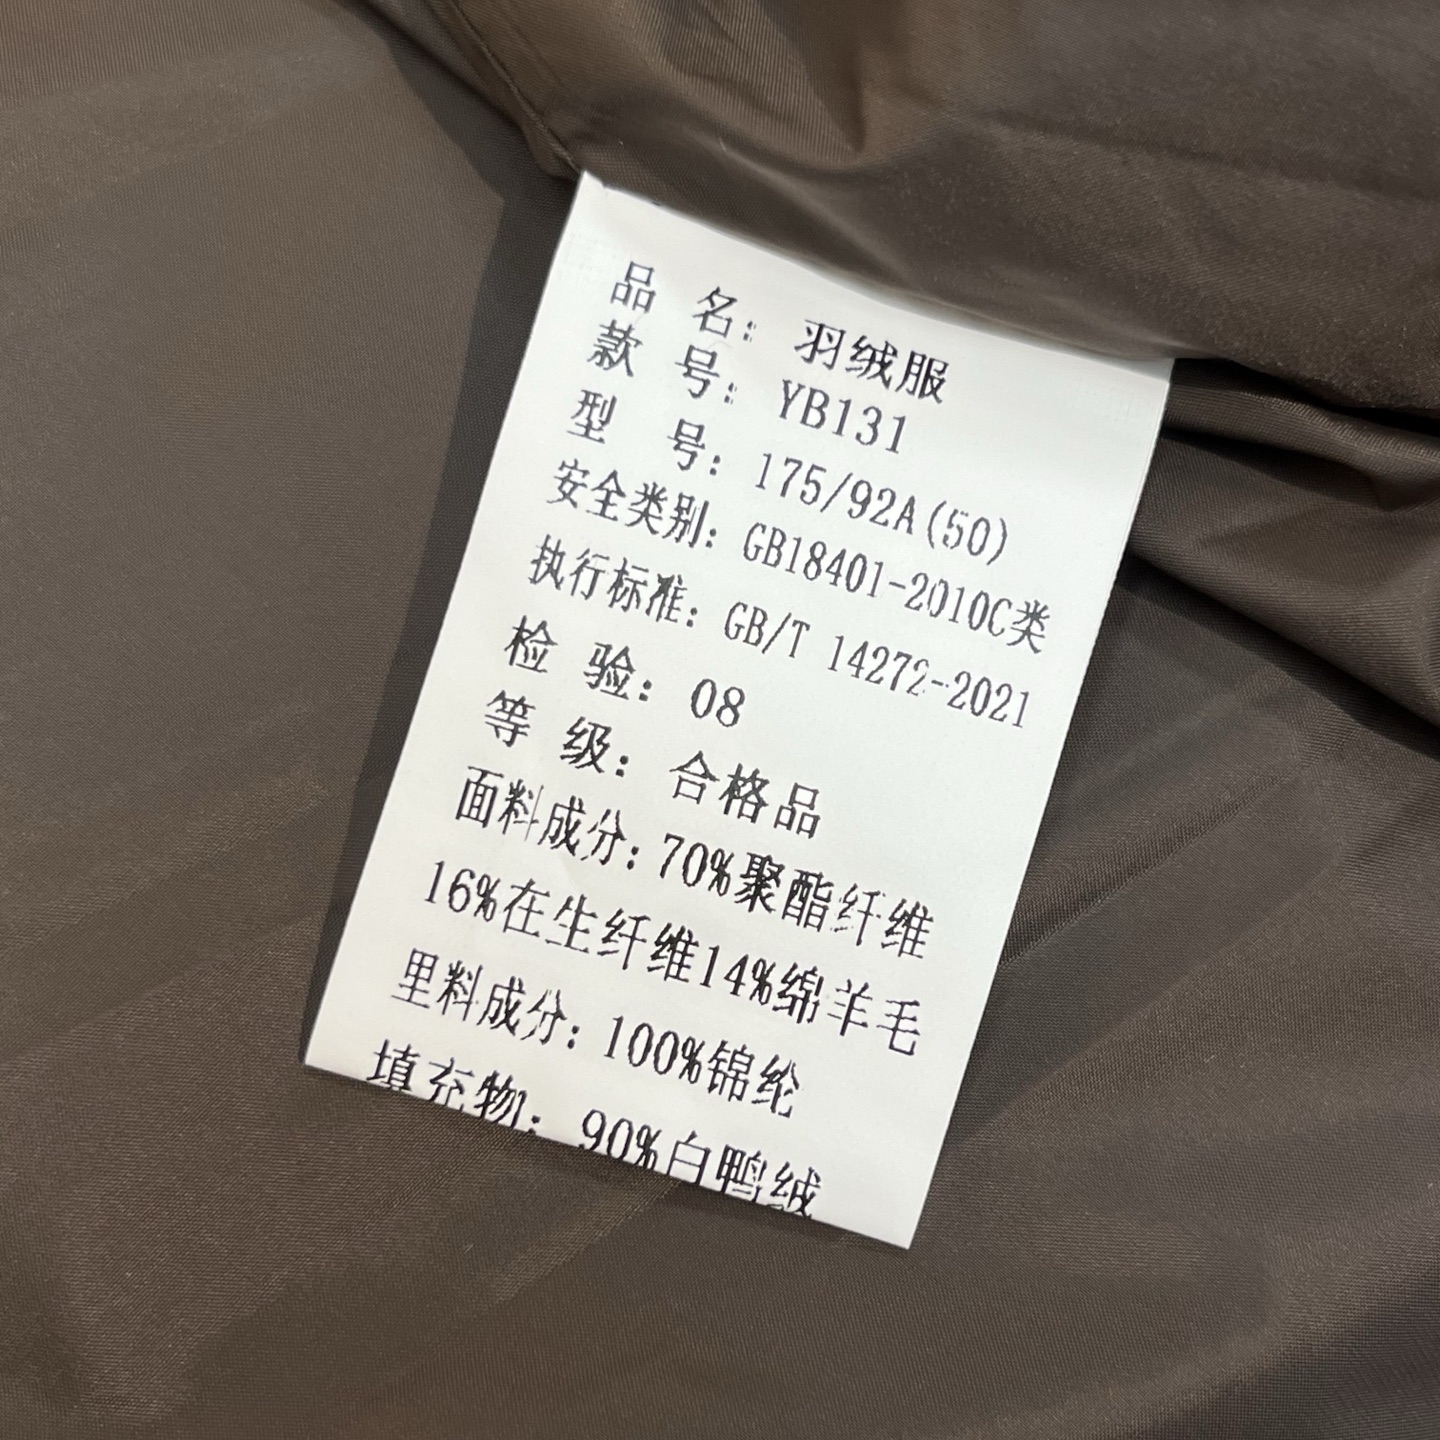 品 名: 羽绒服
款 号: YB131
型 号: 175/92A(50)
安全类别: GB18401-2010C类
执行标准: GB/T 14272-2021
检 验: 08
等 级: 合格品
面料成分: 70%聚酯纤维
16%在生纤维14%绵羊毛
里料成分: 100%锦纶
填充物: 90%白鸭绒